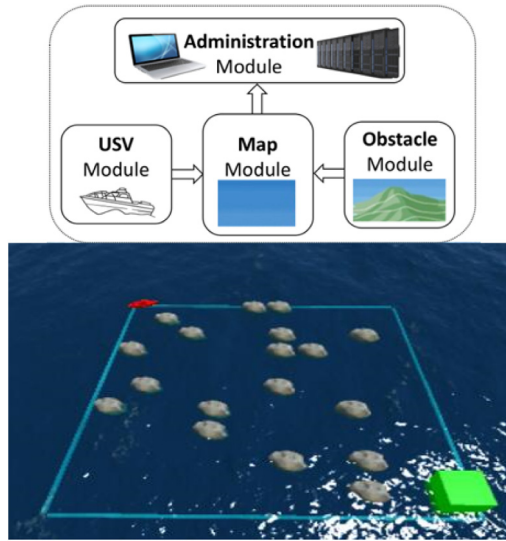 Administration
Module
USV
Module
Map
Module
Obstacle
Module